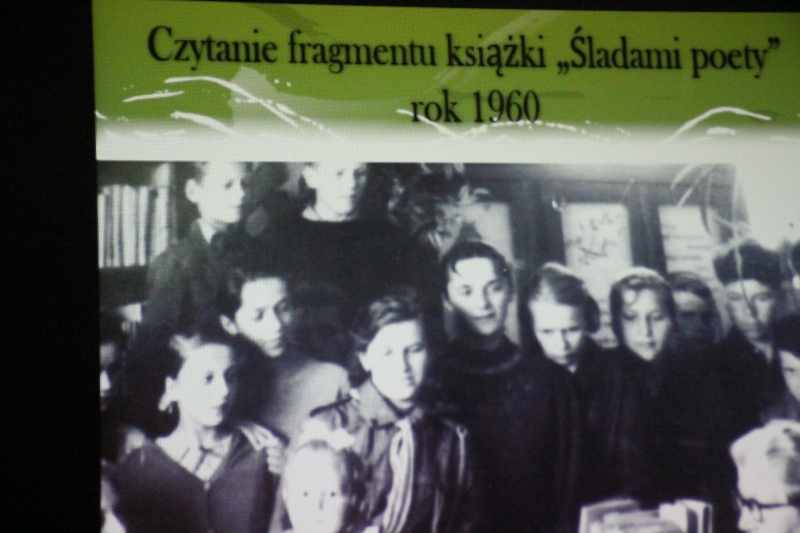 Czytanie fragmentu książki „Śladami poety”
rok 1960